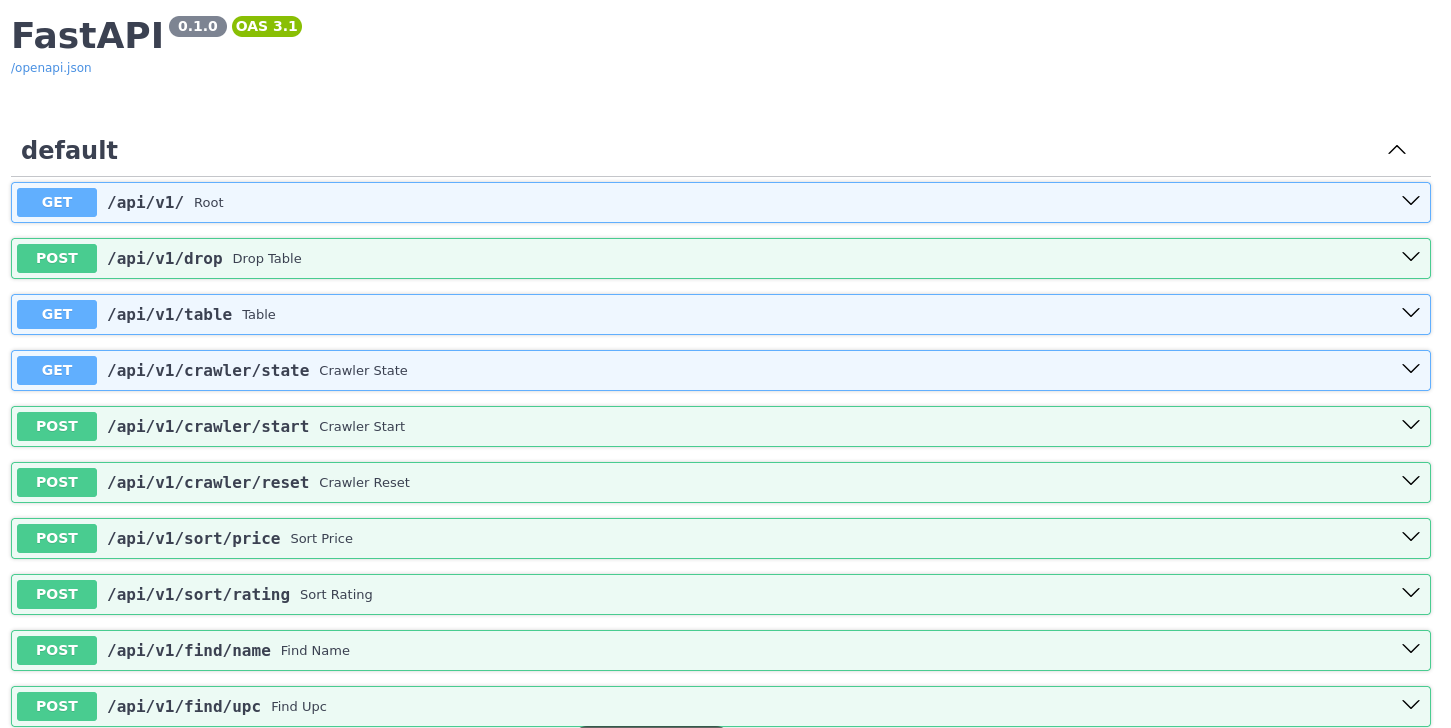 FastAPI 0.1.0 OAS 3.1
/openapi.json
default
GET /api/v1/ Root
POST /api/v1/drop Drop Table
GET /api/v1/table Table
GET /api/v1/crawler/state Crawler State
POST /api/v1/crawler/start Crawler Start
POST /api/v1/crawler/reset Crawler Reset
POST /api/v1/sort/price Sort Price
POST /api/v1/sort/rating Sort Rating
POST /api/v1/find/name Find Name
POST /api/v1/find/upc Find Upc